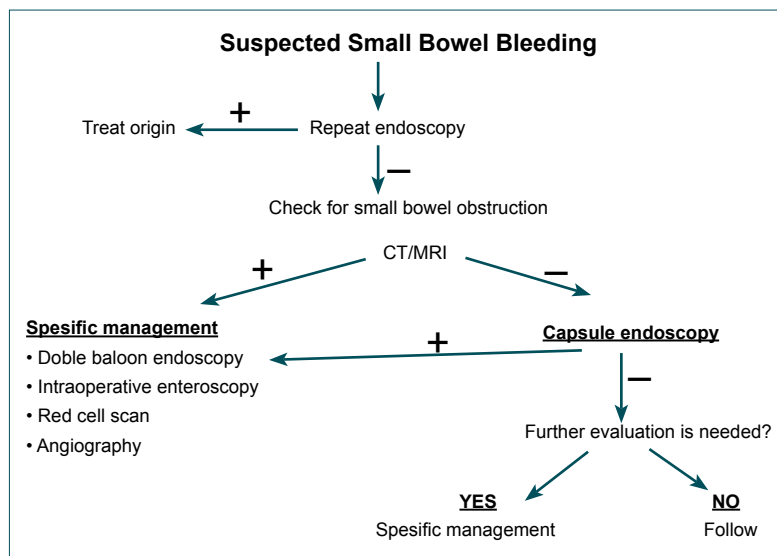 Suspected Small Bowel Bleeding
+
Treat origin
Repeat endoscopy
−
Check for small bowel obstruction
CT/MRI
+
−
Spesific management
• Doble baloon endoscopy
• Intraoperative enteroscopy
• Red cell scan
• Angiography
+
Capsule endoscopy
−
Further evaluation is needed?
YES
Spesific management
NO
Follow